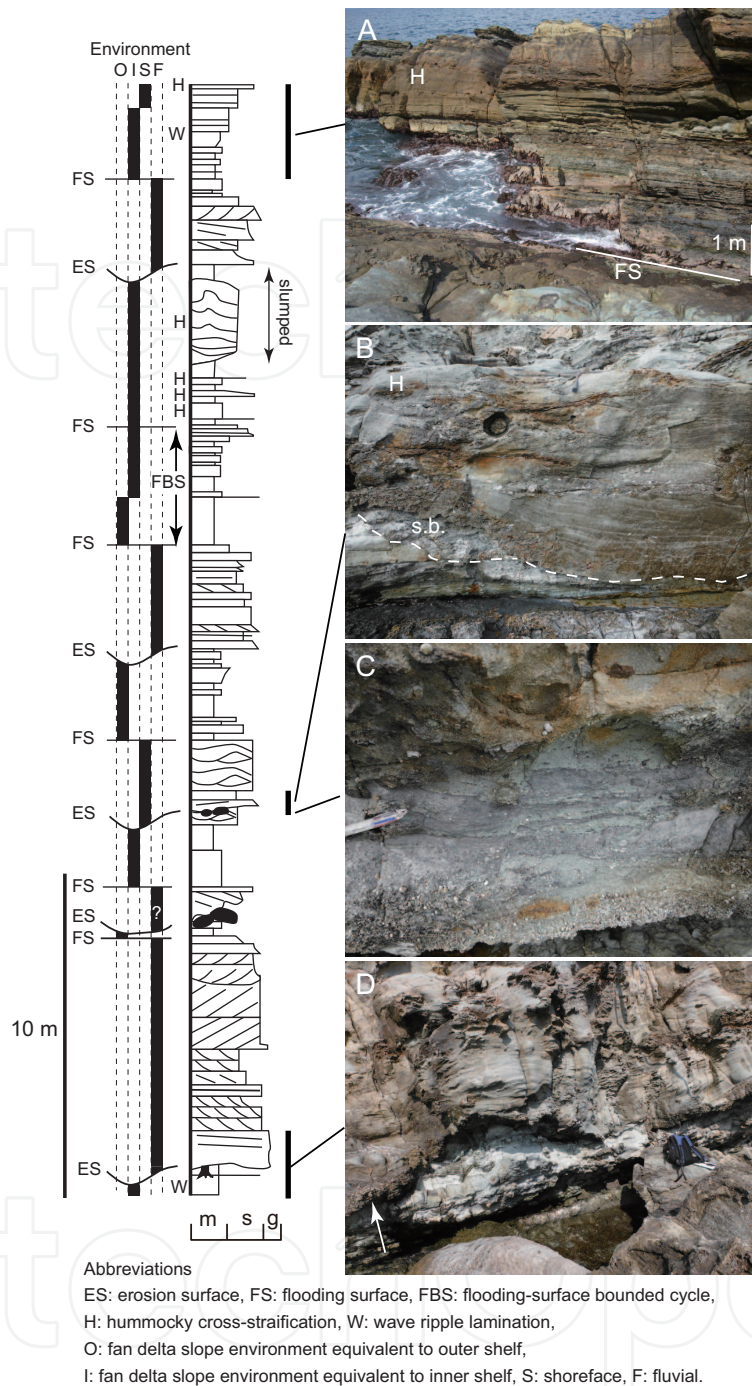 Environment
O I S F
H
W
FS
ES
slumped
H
H
H
H
FS
FBS
FS
ES
FS
ES
FS
?
ES
FS
10 m
ES
W
m s g
A
H
1 m
FS
B
H
s.b.
C
D
Abbreviations
ES: erosion surface, FS: flooding surface, FBS: flooding-surface bounded cycle,
H: hummocky cross-straification, W: wave ripple lamination,
O: fan delta slope environment equivalent to outer shelf,
I: fan delta slope environment equivalent to inner shelf, S: shoreface, F: fluvial.